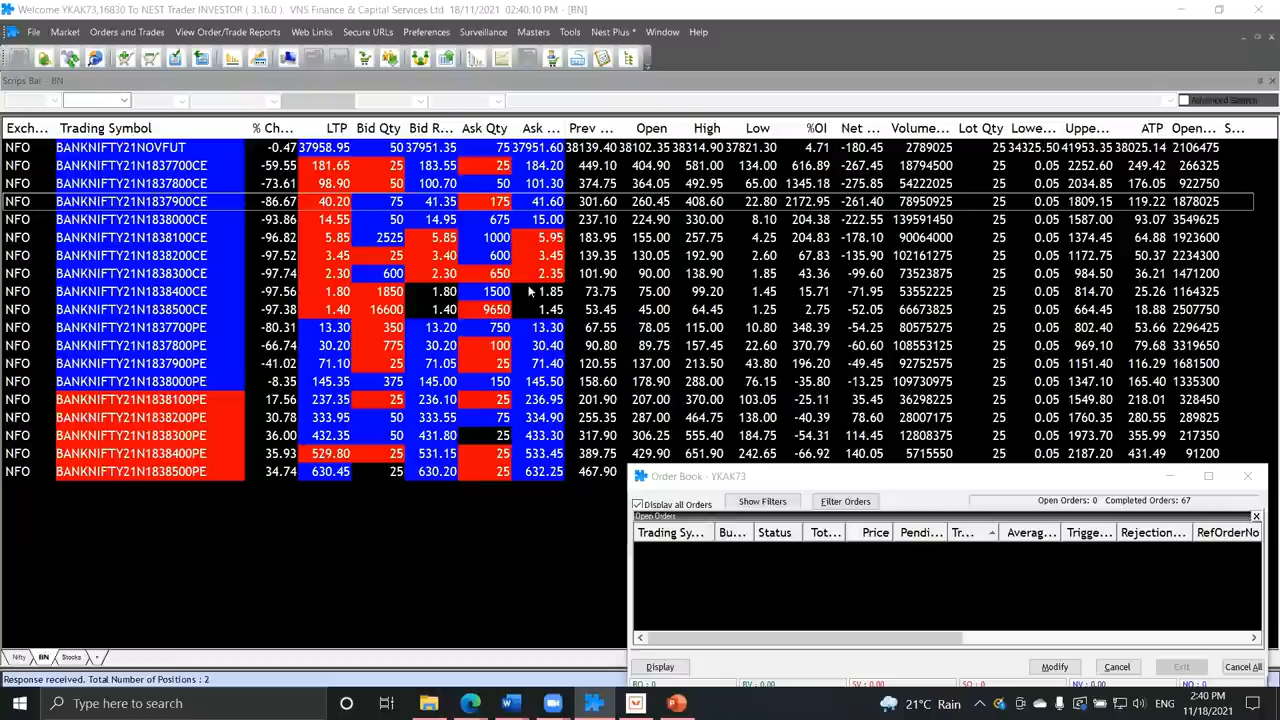 Welcome YKAK73,16830 To NEST Trader INVESTOR ( 3.16.0 ). VNS Finance & Capital Services Ltd 18/11/2021 02:40:10 PM - [BN]
File Market Orders and Trades View Order/Trade Reports Web Links Secure URLs Preferences Surveillance Masters Tools Nest Plus* Window Help
Scrips Bar - BN
Advanced Search
Exch... Trading Symbol % Ch... LTP Bid Qty Bid R... Ask Qty Ask ... Prev ... Open High Low %OI Net ... Volume... Lot Qty Lowe... Uppe... ATP Open... S...
NFO BANKNIFTY21NOVFUT -0.47 37958.95 50 37951.35 75 37951.60 38139.40 38102.35 38314.90 37821.30 4.71 -180.45 2789025 25 34325.50 41953.35 38025.14 2106475
NFO BANKNIFTY21N1837700CE -59.55 181.65 25 183.55 25 184.20 449.10 404.90 581.00 134.00 616.89 -267.45 18794500 25 0.05 2252.60 249.42 266325
NFO BANKNIFTY21N1837800CE -73.61 98.90 50 100.70 50 101.30 374.75 364.05 492.95 65.00 1345.18 -275.85 54222025 25 0.05 2034.85 176.05 922750
NFO BANKNIFTY21N1837900CE -86.67 40.20 75 41.35 175 41.60 301.60 260.45 408.60 22.80 2172.95 -261.40 78950925 25 0.05 1809.15 119.22 1878025
NFO BANKNIFTY21N1838000CE -93.86 14.55 50 14.95 675 15.00 237.10 224.90 330.00 8.10 204.38 -222.55 139591450 25 0.05 1587.00 93.07 3549625
NFO BANKNIFTY21N1838100CE -96.82 5.85 2525 5.85 1000 5.95 183.95 155.00 257.75 4.25 204.83 -178.10 90064000 25 0.05 1374.45 64.88 1923600
NFO BANKNIFTY21N1838200CE -97.52 3.45 25 3.40 600 3.45 139.35 130.05 192.90 2.60 67.83 -135.90 102161275 25 0.05 1172.75 50.37 2234300
NFO BANKNIFTY21N1838300CE -97.74 2.30 600 2.30 650 2.35 101.90 90.00 138.90 1.85 43.36 -99.60 73523875 25 0.05 984.50 36.21 1471200
NFO BANKNIFTY21N1838400CE -97.56 1.80 1850 1.80 1500 1.85 73.75 75.00 99.20 1.45 15.71 -71.95 53552225 25 0.05 814.70 25.26 1164325
NFO BANKNIFTY21N1838500CE -97.38 1.40 16600 1.40 9650 1.45 53.45 45.00 64.45 1.25 2.75 -52.05 66673825 25 0.05 664.45 18.88 2507750
NFO BANKNIFTY21N1837700PE -80.31 13.30 350 13.20 750 13.30 67.55 78.05 115.00 10.80 348.39 -54.25 80575275 25 0.05 802.40 53.66 2296425
NFO BANKNIFTY21N1837800PE -66.74 30.20 775 30.20 100 30.40 90.80 89.75 157.45 22.60 370.79 -60.60 108553125 25 0.05 969.10 79.68 3319650
NFO BANKNIFTY21N1837900PE -41.02 71.10 25 71.05 25 71.40 120.55 137.00 213.50 43.40 196.20 -49.45 92752575 25 0.05 1151.40 116.29 1681550
NFO BANKNIFTY21N1838000PE -8.35 145.35 375 145.00 150 145.50 158.60 178.90 288.00 76.15 -35.80 -13.25 109730975 25 0.05 1347.10 165.40 1335300
NFO BANKNIFTY21N1838100PE 17.56 237.35 25 236.10 25 236.95 201.90 207.00 370.00 103.05 -25.11 35.45 36298225 25 0.05 1549.80 218.01 328450
NFO BANKNIFTY21N1838200PE 30.78 333.95 50 333.55 75 334.90 255.35 287.00 464.75 138.00 -40.39 78.60 28007175 25 0.05 1760.35 280.55 289825
NFO BANKNIFTY21N1838300PE 36.00 432.35 50 431.80 25 433.30 317.90 306.25 555.40 184.75 -54.31 114.45 12808375 25 0.05 1973.70 355.99 217350
NFO BANKNIFTY21N1838400PE 35.93 529.80 25 531.15 25 533.45 389.75 429.90 651.90 242.65 -66.92 140.05 5715550 25 0.05 2187.20 431.49 91200
NFO BANKNIFTY21N1838500PE 34.74 630.45 25 630.20 25 632.25 467.90
Order Book - YKAK73
Display all Orders Show Filters Filter Orders Open Orders: 0 Completed Orders: 67
Open Orders
Trading Sy... Bu... Status Tot... Price Pendi... Tr... Averag... Trigge... Rejection... RefOrderNo
Display Modify Cancel Exit Cancel All
BO : 0 BV : 0.00 SV : 0.00 SO : 0 NV : 0.00 NO : 0
Nifty BN Stocks *
Response received. Total Number of Positions : 2
Type here to search 21°C Rain ENG 2:40 PM 11/18/2021